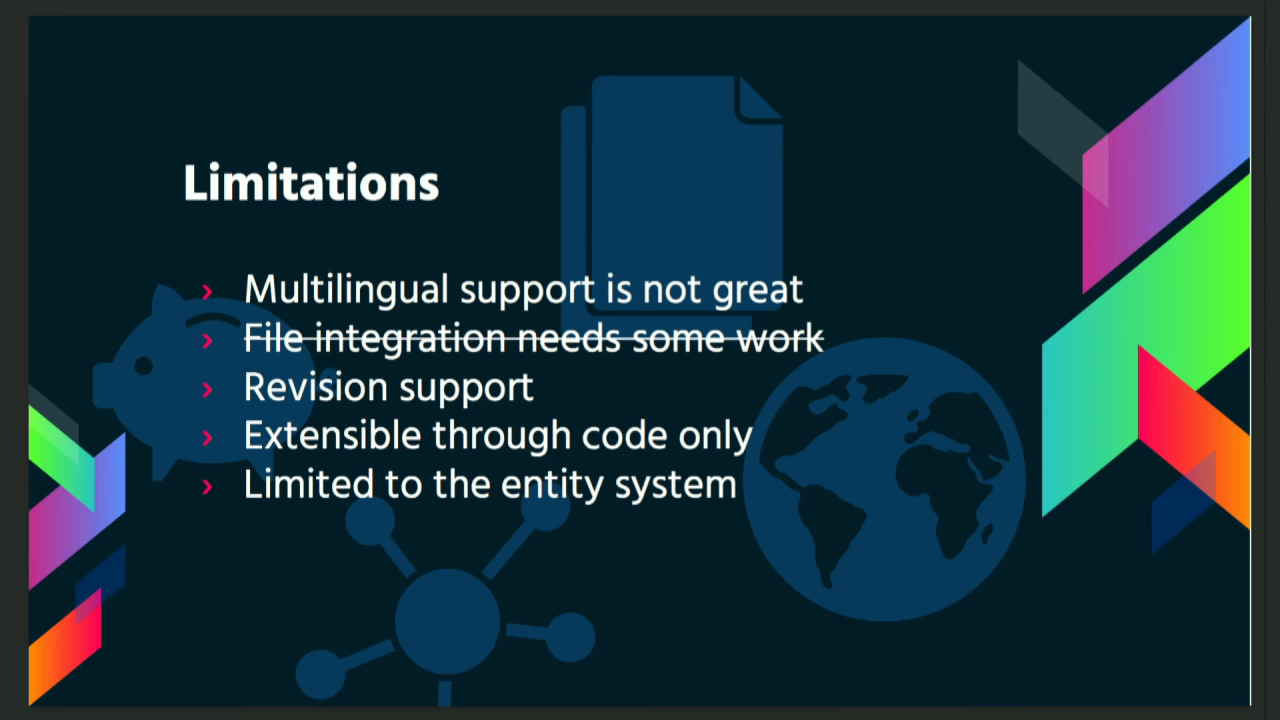 Limitations
› Multilingual support is not great
› File integration needs some work
› Revision support
› Extensible through code only
› Limited to the entity system